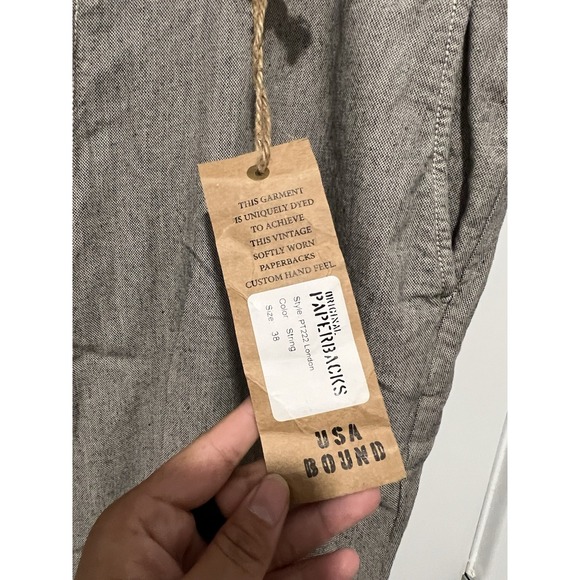 THIS GARMENT
IS UNIQUELY DYED
TO ACHIEVE
THIS VINTAGE
SOFTLY WORN
PAPERBACKS
CUSTOM HAND FEEL.
ORIGINAL
PAPERBACKS
Style: PT222 London
Color: String
Size: 38
USA
BOUND